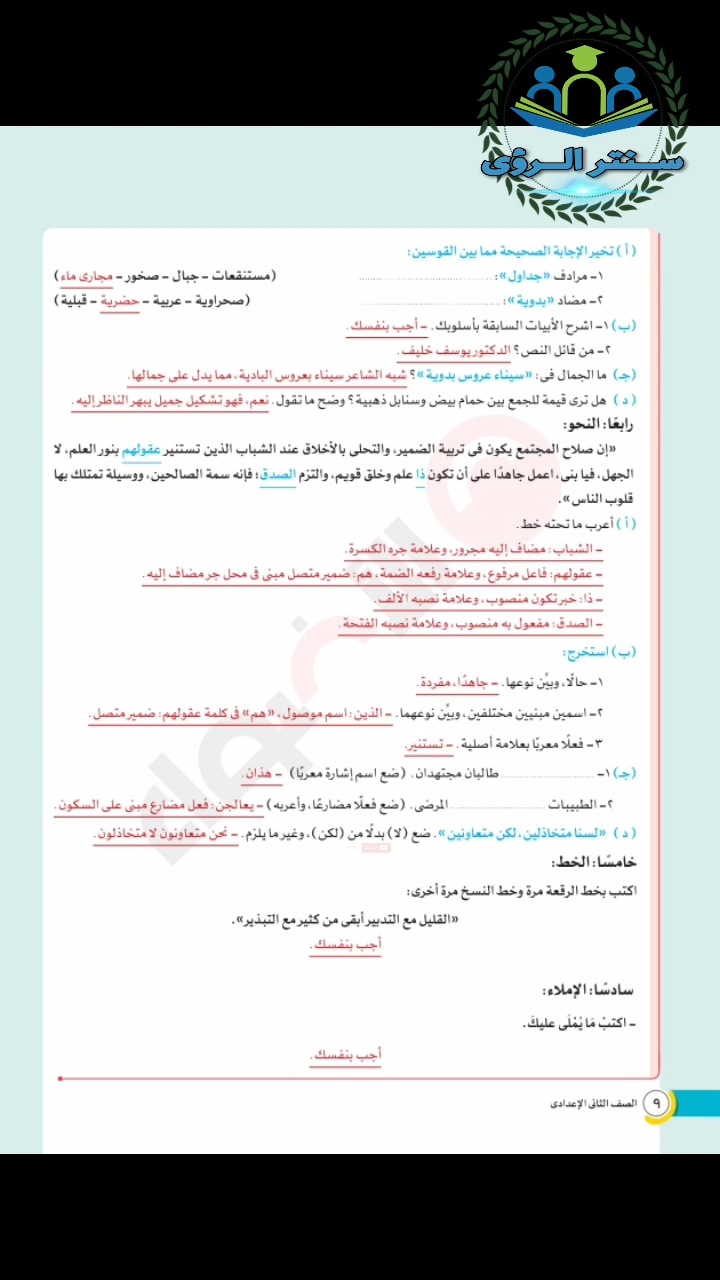 سنتر الرؤى
( أ ) تخير الإجابة الصحيحة مما بين القوسين:
١- مرادف «جداول»: .................... (مستنقعات - جبال - صخور - مجارى ماء)
٢- مضاد «بدوية»: .................... (صحراوية - عربية - حضرية - قبلية)
(ب) ١- اشرح الأبيات السابقة بأسلوبك. - أجب بنفسك.
٢- من قائل النص؟ الدكتور يوسف خليف.
(جـ) ما الجمال فى: «سيناء عروس بدوية»؟ شبه الشاعر سيناء بعروس البادية، مما يدل على جمالها.
( د ) هل ترى قيمة للجمع بين حمام بيض وسنابل ذهبية؟ وضح ما تقول. نعم، فهو تشكيل جميل يبهر الناظر إليه.
رابعًا: النحو:
«إن صلاح المجتمع يكون فى تربية الضمير، والتحلى بالأخلاق عند الشباب الذين تستنير عقولهم بنور العلم، لا
الجهل، فيا بنى، اعمل جاهدًا على أن تكون ذا علم وخلق قويم، والتزم الصدق؛ فإنه سمة الصالحين، ووسيلة تمتلك بها
قلوب الناس».
( أ ) أعرب ما تحته خط.
- الشباب: مضاف إليه مجرور، وعلامة جره الكسرة.
- عقولهم: فاعل مرفوع، وعلامة رفعه الضمة، هم: ضمير متصل مبنى فى محل جر مضاف إليه.
- ذا: خبر تكون منصوب، وعلامة نصبه الألف.
- الصدق: مفعول به منصوب، وعلامة نصبه الفتحة.
(ب) استخرج:
١- حالًا، وبيِّن نوعها. - جاهدًا، مفردة.
٢- اسمين مبنيين مختلفين، وبيِّن نوعهما. - الذين: اسم موصول، «هم» فى كلمة عقولهم: ضمير متصل.
٣- فعلًا معربًا بعلامة أصلية. - تستنير.
(جـ) ١- .................... طالبان مجتهدان. (ضع اسم إشارة معربًا) - هذان.
٢- الطبيبات .................... المرضى. (ضع فعلًا مضارعًا، وأعربه) - يعالجن: فعل مضارع مبنى على السكون.
( د ) «لسنا متخاذلين، لكن متعاونين». ضع (لا) بدلًا من (لكن)، وغير ما يلزم. - نحن متعاونون لا متخاذلون.
خامسًا: الخط:
اكتب بخط الرقعة مرة وخط النسخ مرة أخرى:
«القليل مع التدبير أبقى من كثير مع التبذير».
أجب بنفسك.
سادسًا: الإملاء:
- اكتبْ مَا يُمْلَى عليكَ.
أجب بنفسك.
٩ الصف الثانى الإعدادى